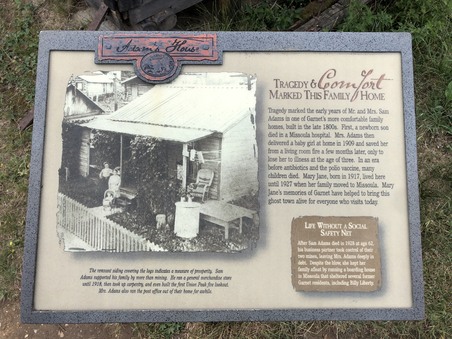 Adam's House
TRAGEDY & Comfort
MARKED THIS FAMILY HOME
Tragedy marked the early years of Mr. and Mrs. Sam
Adams in one of Garnet's more comfortable family
homes, built in the late 1800s. First, a newborn son
died in a Missoula hospital. Mrs. Adams then
delivered a baby girl at home in 1909 and saved her
from a living room fire a few months later, only to
lose her to illness at the age of three. In an era
before antibiotics and the polio vaccine, many
children died. Mary Jane, born in 1917, lived here
until 1927 when her family moved to Missoula. Mary
Jane's memories of Garnet have helped to bring this
ghost town alive for everyone who visits today.
LIFE WITHOUT A SOCIAL
SAFETY NET
After Sam Adams died in 1928 at age 62,
his business partner took control of their
two mines, leaving Mrs. Adams deeply in
debt. Despite the blow, she kept her
family afloat by running a boarding house
in Missoula that sheltered several former
Garnet residents, including Billy Liberty.
The remnant siding covering the logs indicates a measure of prosperity. Sam
Adams supported his family by more than mining. He ran a general merchandise store
until 1918, then took up carpentry, and even built the first Union Peak fire lookout.
Mrs. Adams also ran the post office out of their home for awhile.